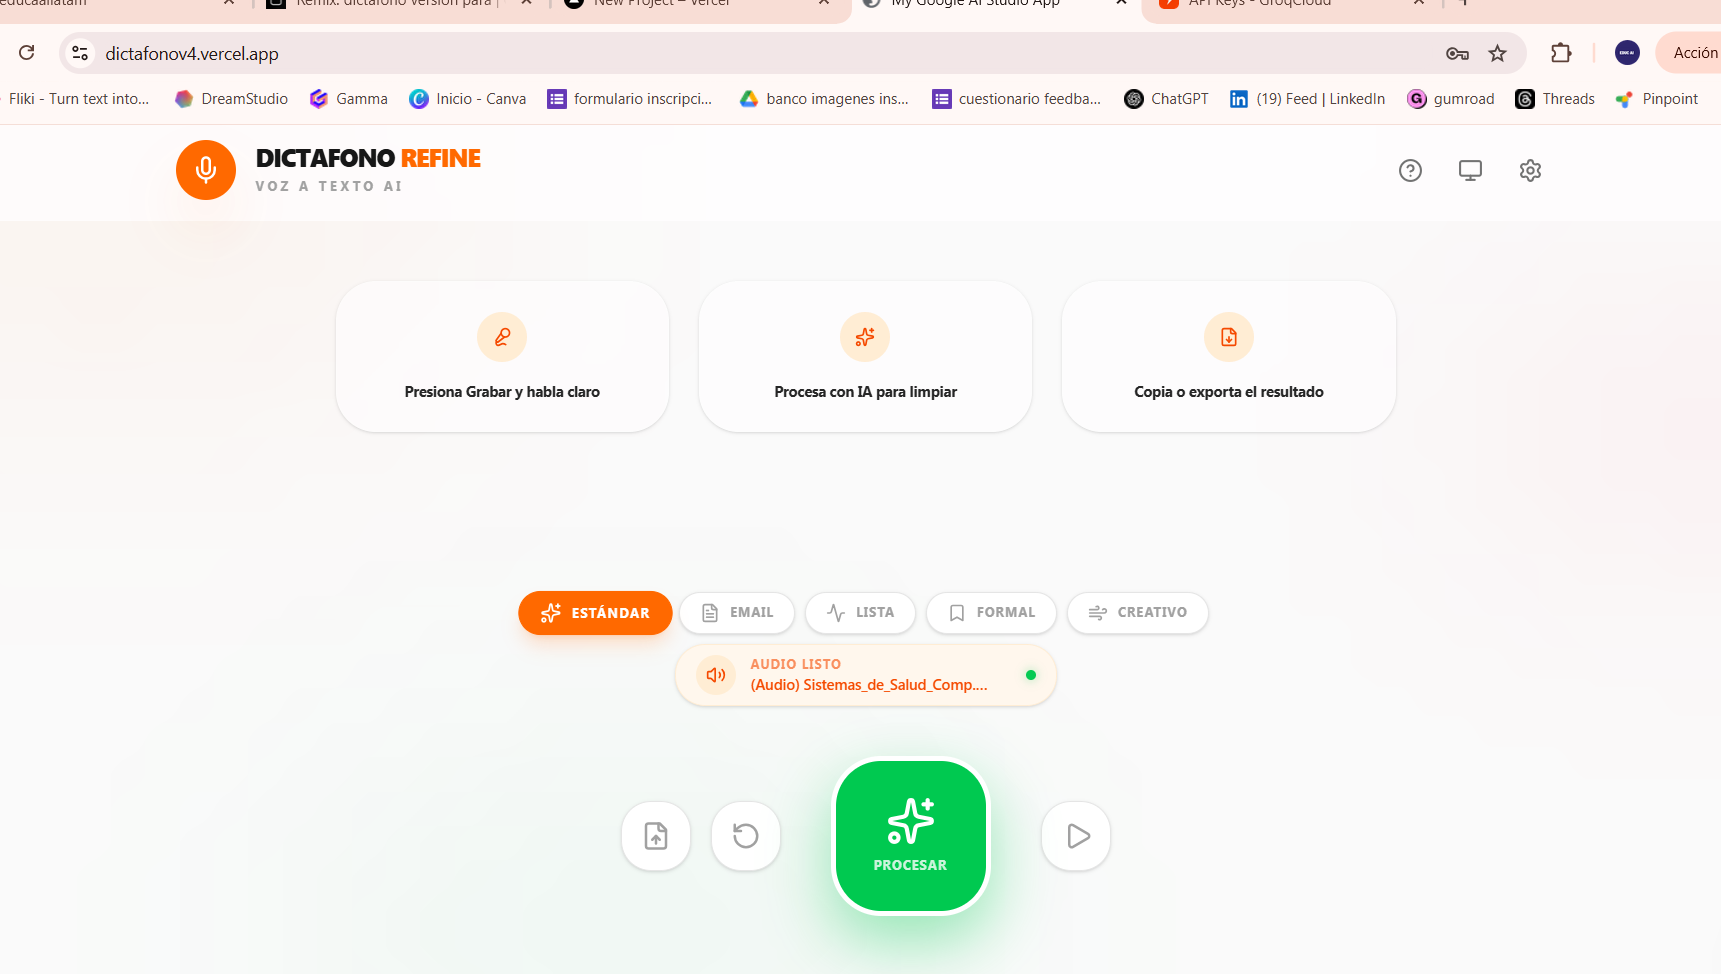 educaallatam
Remix: dictafono version para
New Project – Vercel
My Google AI Studio App
API Keys - GroqCloud
dictafonov4.vercel.app
Acción
Fliki - Turn text into...
DreamStudio
Gamma
Inicio - Canva
formulario inscripci...
banco imagenes ins...
cuestionario feedba...
ChatGPT
(19) Feed | LinkedIn
gumroad
Threads
Pinpoint
DICTAFONO REFINE
VOZ A TEXTO AI
Presiona Grabar y habla claro
Procesa con IA para limpiar
Copia o exporta el resultado
ESTÁNDAR
EMAIL
LISTA
FORMAL
CREATIVO
AUDIO LISTO
(Audio) Sistemas_de_Salud_Comp....
PROCESAR